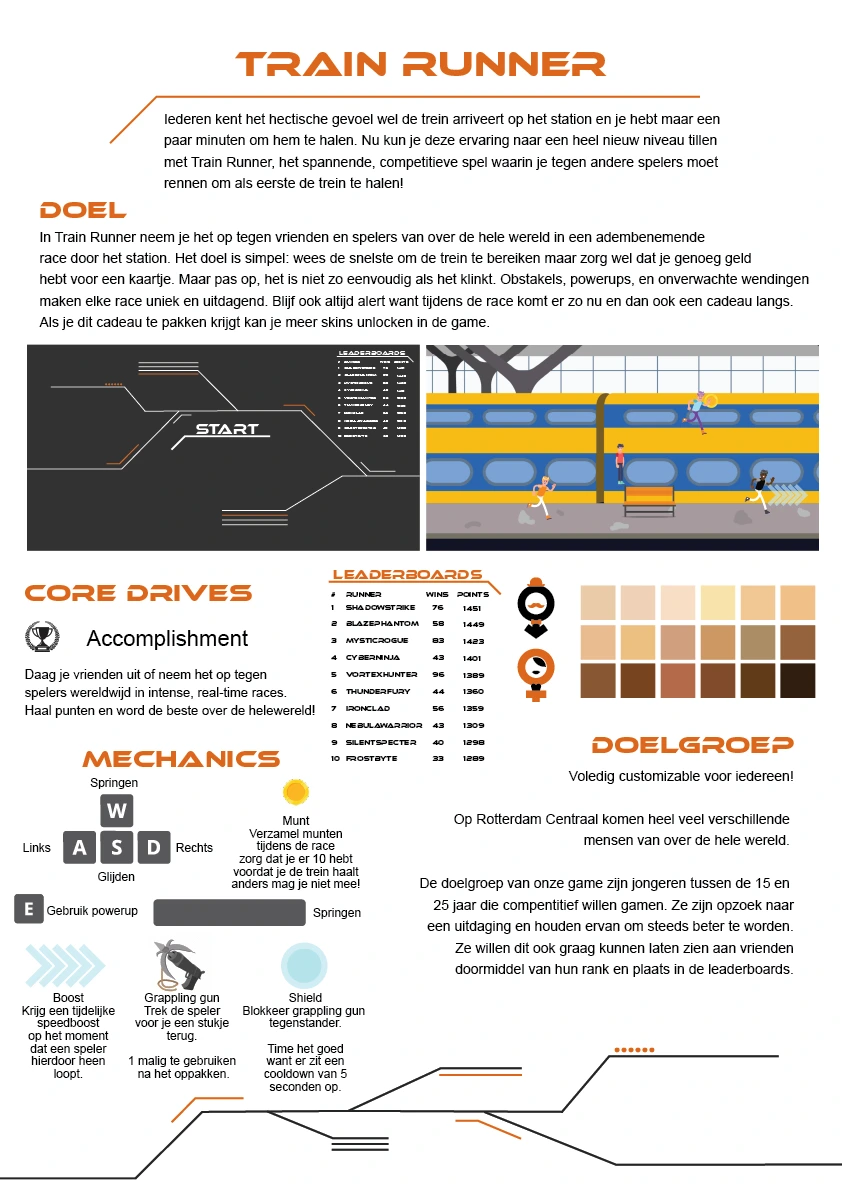 TRAIN RUNNER
Iederen kent het hectische gevoel wel de trein arriveert op het station en je hebt maar een
paar minuten om hem te halen. Nu kun je deze ervaring naar een heel nieuw niveau tillen
met Train Runner, het spannende, competitieve spel waarin je tegen andere spelers moet
rennen om als eerste de trein te halen!
DOEL
In Train Runner neem je het op tegen vrienden en spelers van over de hele wereld in een adembenemende
race door het station. Het doel is simpel: wees de snelste om de trein te bereiken maar zorg wel dat je genoeg geld
hebt voor een kaartje. Maar pas op, het is niet zo eenvoudig als het klinkt. Obstakels, powerups, en onverwachte wendingen
maken elke race uniek en uitdagend. Blijf ook altijd alert want tijdens de race komt er zo nu en dan ook een cadeau langs.
Als je dit cadeau te pakken krijgt kan je meer skins unlocken in de game.
LEADERBOARDS
START
CORE DRIVES
Accomplishment
Daag je vrienden uit of neem het op tegen
spelers wereldwijd in intense, real-time races.
Haal punten en word de beste over de helewereld!
LEADERBOARDS
# RUNNER WINS POINTS
1 SHADOWSTRIKE 76 1451
2 BLAZEPHANTOM 58 1449
3 MYSTICROGUE 83 1423
4 CYBERNINJA 43 1401
5 VORTEXHUNTER 96 1389
6 THUNDERFURY 44 1360
7 IRONCLAD 56 1359
8 NEBULAWARRIOR 43 1309
9 SILENTSPECTER 40 1298
10 FROSTBYTE 33 1289
MECHANICS
Springen
W
Links
A
S
D
Rechts
Glijden
E
Gebruik powerup
Springen
Munt
Verzamel munten
tijdens de race
zorg dat je er 10 hebt
voordat je de trein haalt
anders mag je niet mee!
Boost
Krijg een tijdelijke
speedboost
op het moment
dat een speler
hierdoor heen
loopt.
Grappling gun
Trek de speler
voor je een stukje
terug.
1 malig te gebruiken
na het oppakken.
Shield
Blokkeer grappling gun
tegenstander.
Time het goed
want er zit een
cooldown van 5
seconden op.
DOELGROEP
Voledig customizable voor iedereen!
Op Rotterdam Centraal komen heel veel verschillende
mensen van over de hele wereld.
De doelgroep van onze game zijn jongeren tussen de 15 en
25 jaar die competitief willen gamen. Ze zijn opzoek naar
een uitdaging en houden ervan om steeds beter te worden.
Ze willen dit ook graag kunnen laten zien aan vrienden
doormiddel van hun rank en plaats in de leaderboards.